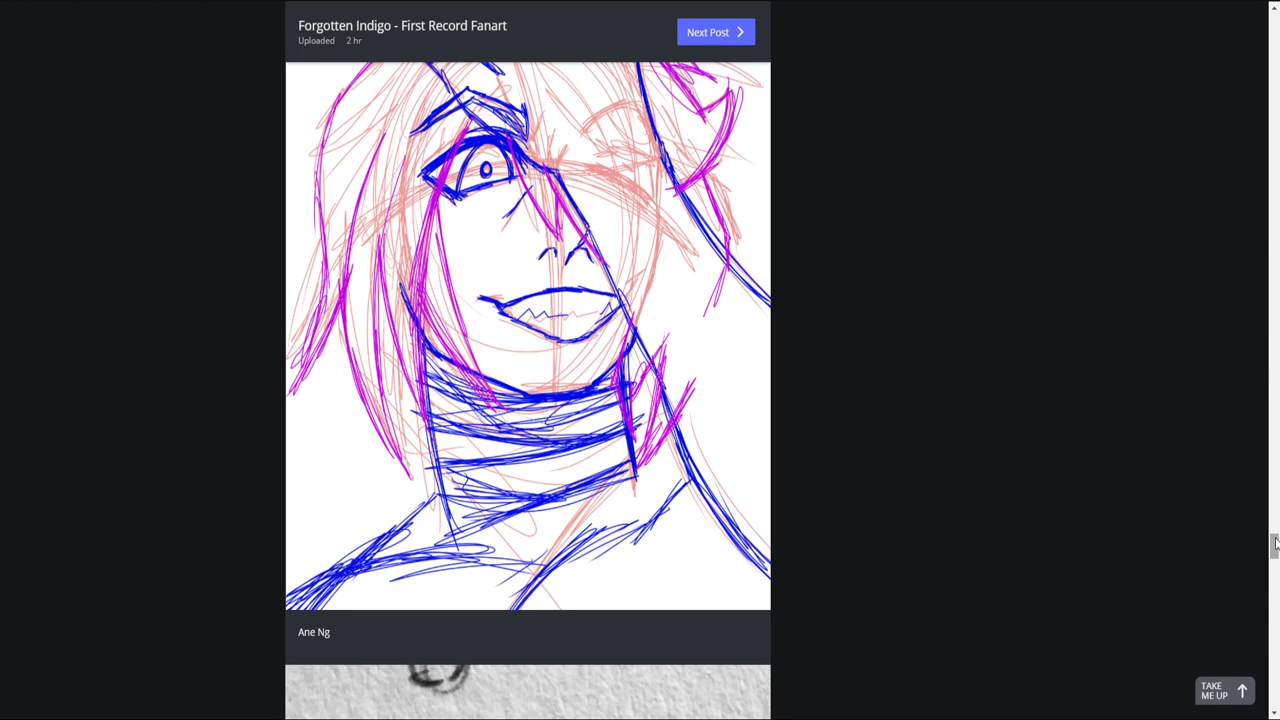 Forgotten Indigo - First Record Fanart
Uploaded 2 hr
Next Post
Ane Ng
TAKE
ME UP